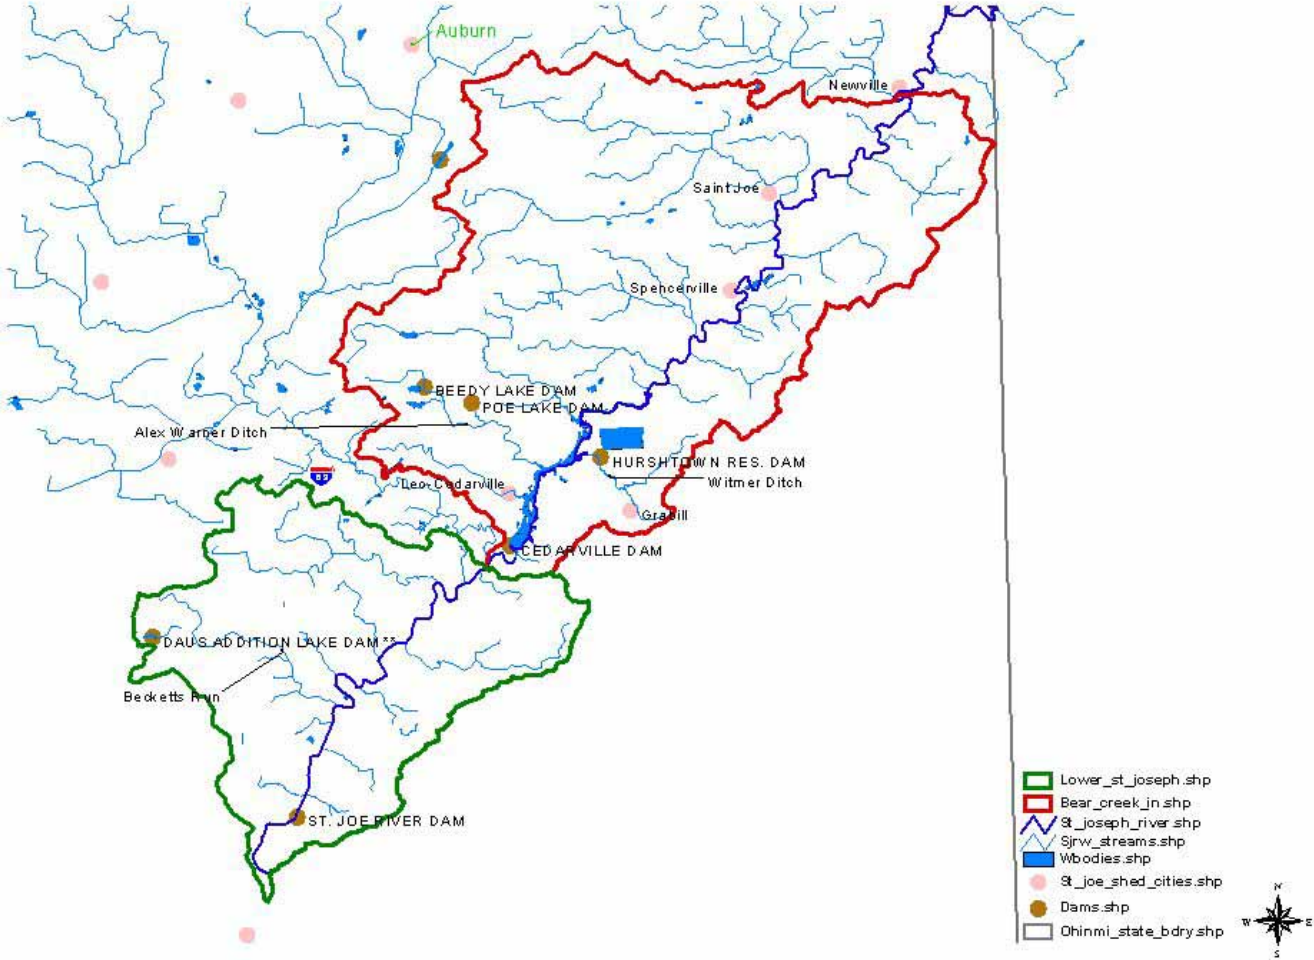 Auburn
Newville
Saint Joe
Spencerville
BEEDY LAKE DAM
POE LAKE DAM
Alex Warner Ditch
HURSHTOWN RES. DAM
Witmer Ditch
Leo-Cedarville
Grabill
CEDARVILLE DAM
DAUS ADDITION LAKE DAM**
Becketts Run
ST. JOE RIVER DAM
Lower_st_joseph.shp
Bear_creek_in.shp
St_joseph_river.shp
Sjrw_streams.shp
Wbodies.shp
St_joe_shed_cities.shp
Dams.shp
Ohinmi_state_bdry.shp
N
W E
S